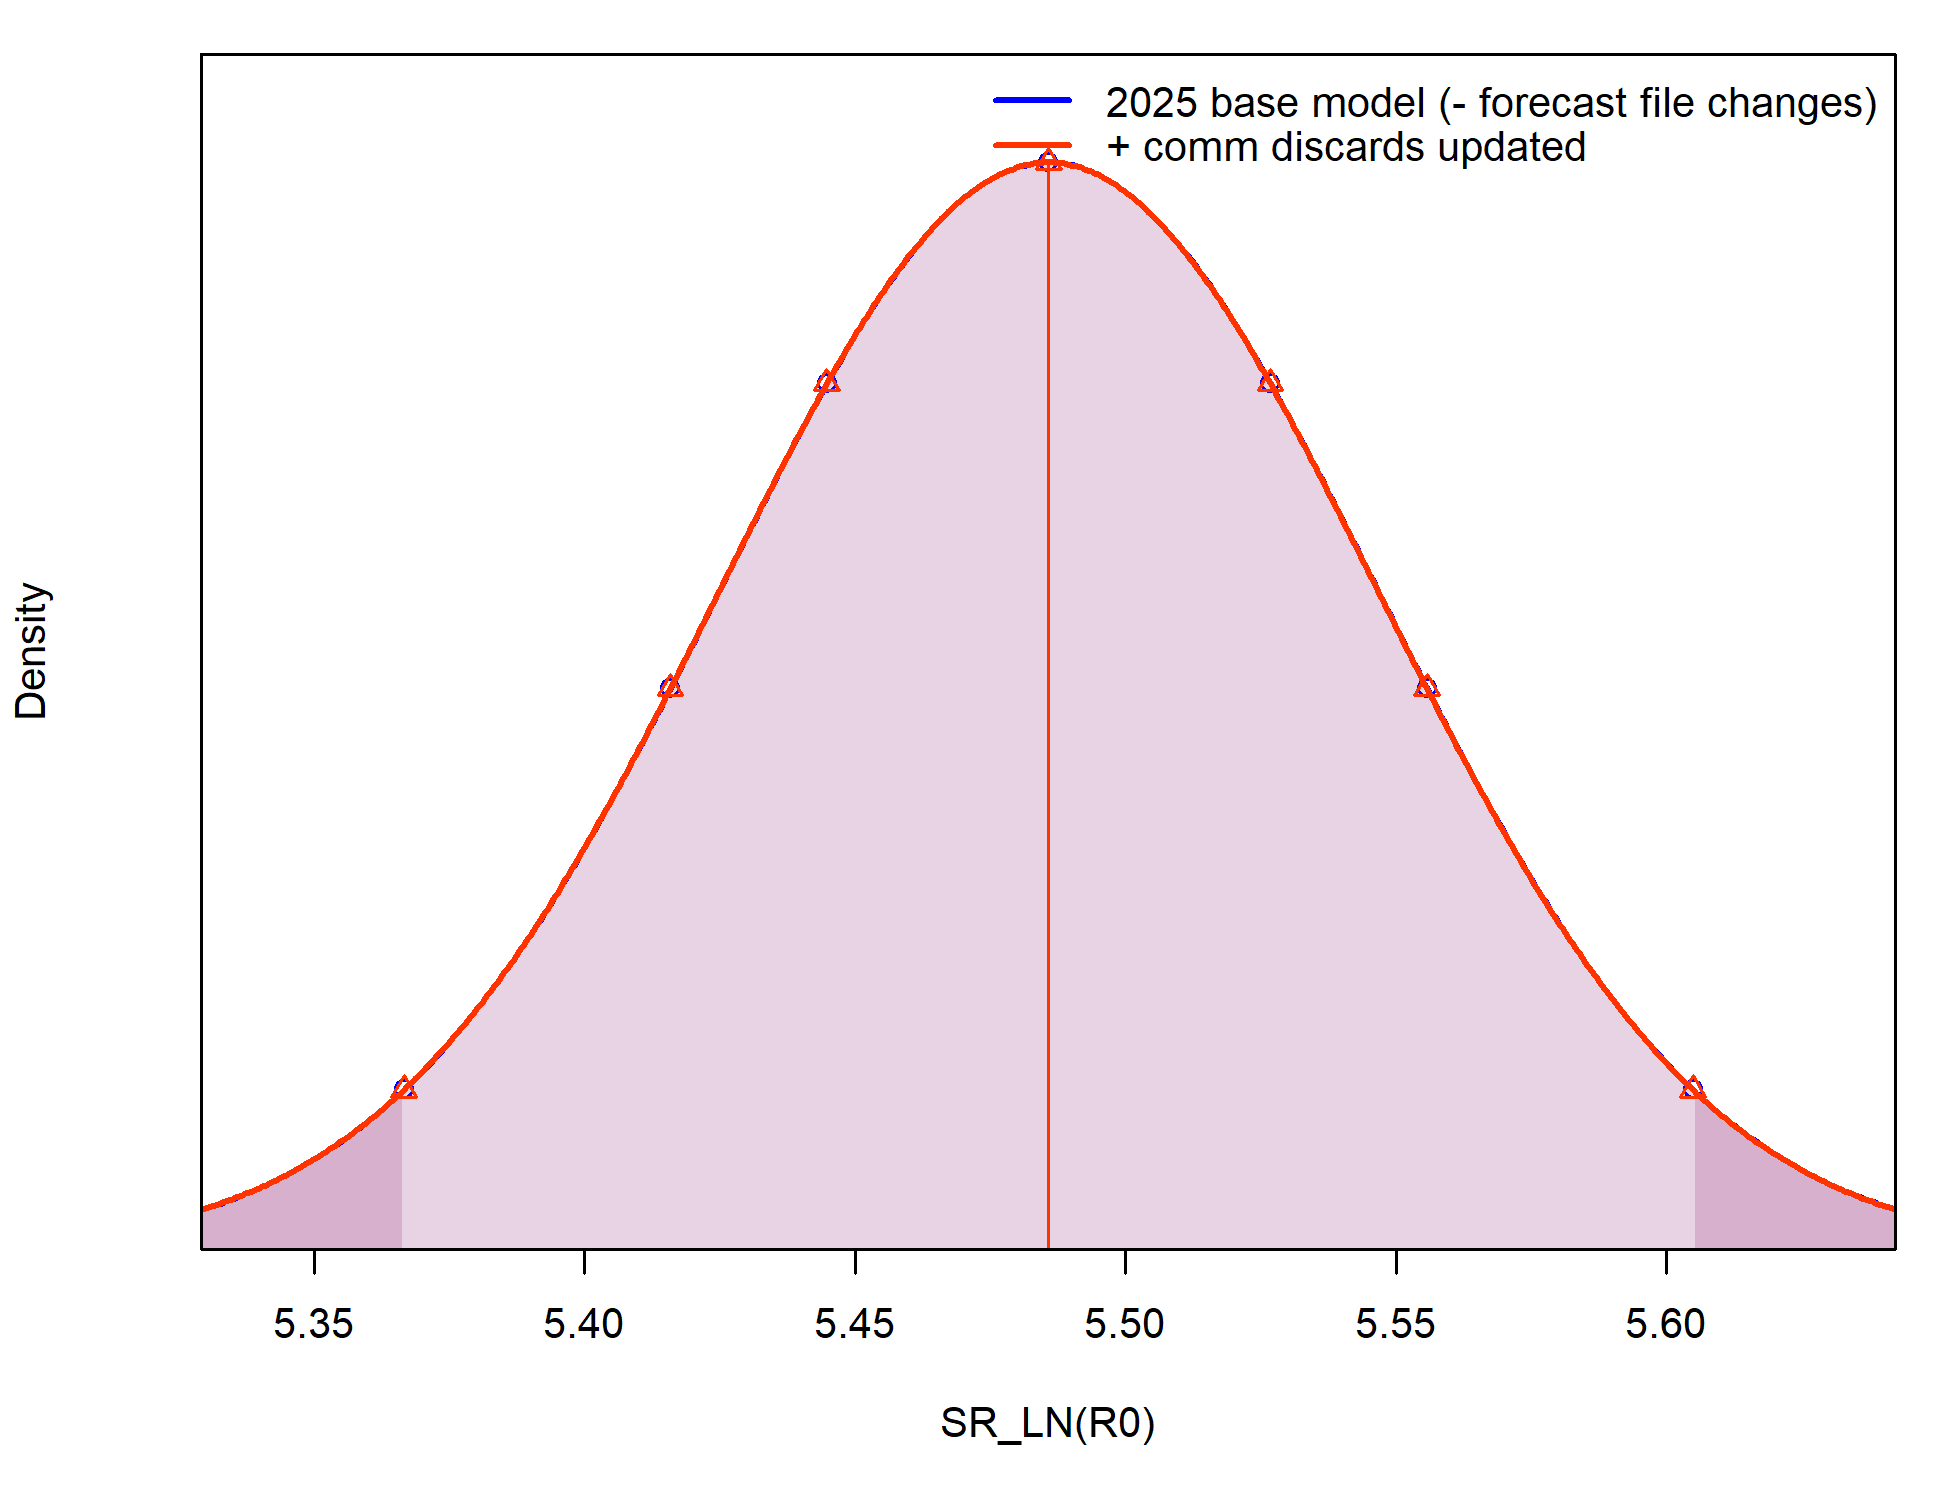 2025 base model (- forecast file changes)
+ comm discards updated
Density
5.35 5.40 5.45 5.50 5.55 5.60
SR_LN(R0)